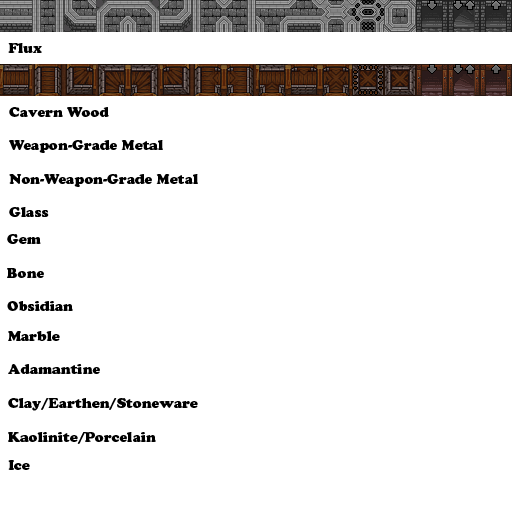 Flux
Cavern Wood
Weapon-Grade Metal
Non-Weapon-Grade Metal
Glass
Gem
Bone
Obsidian
Marble
Adamantine
Clay/Earthen/Stoneware
Kaolinite/Porcelain
Ice